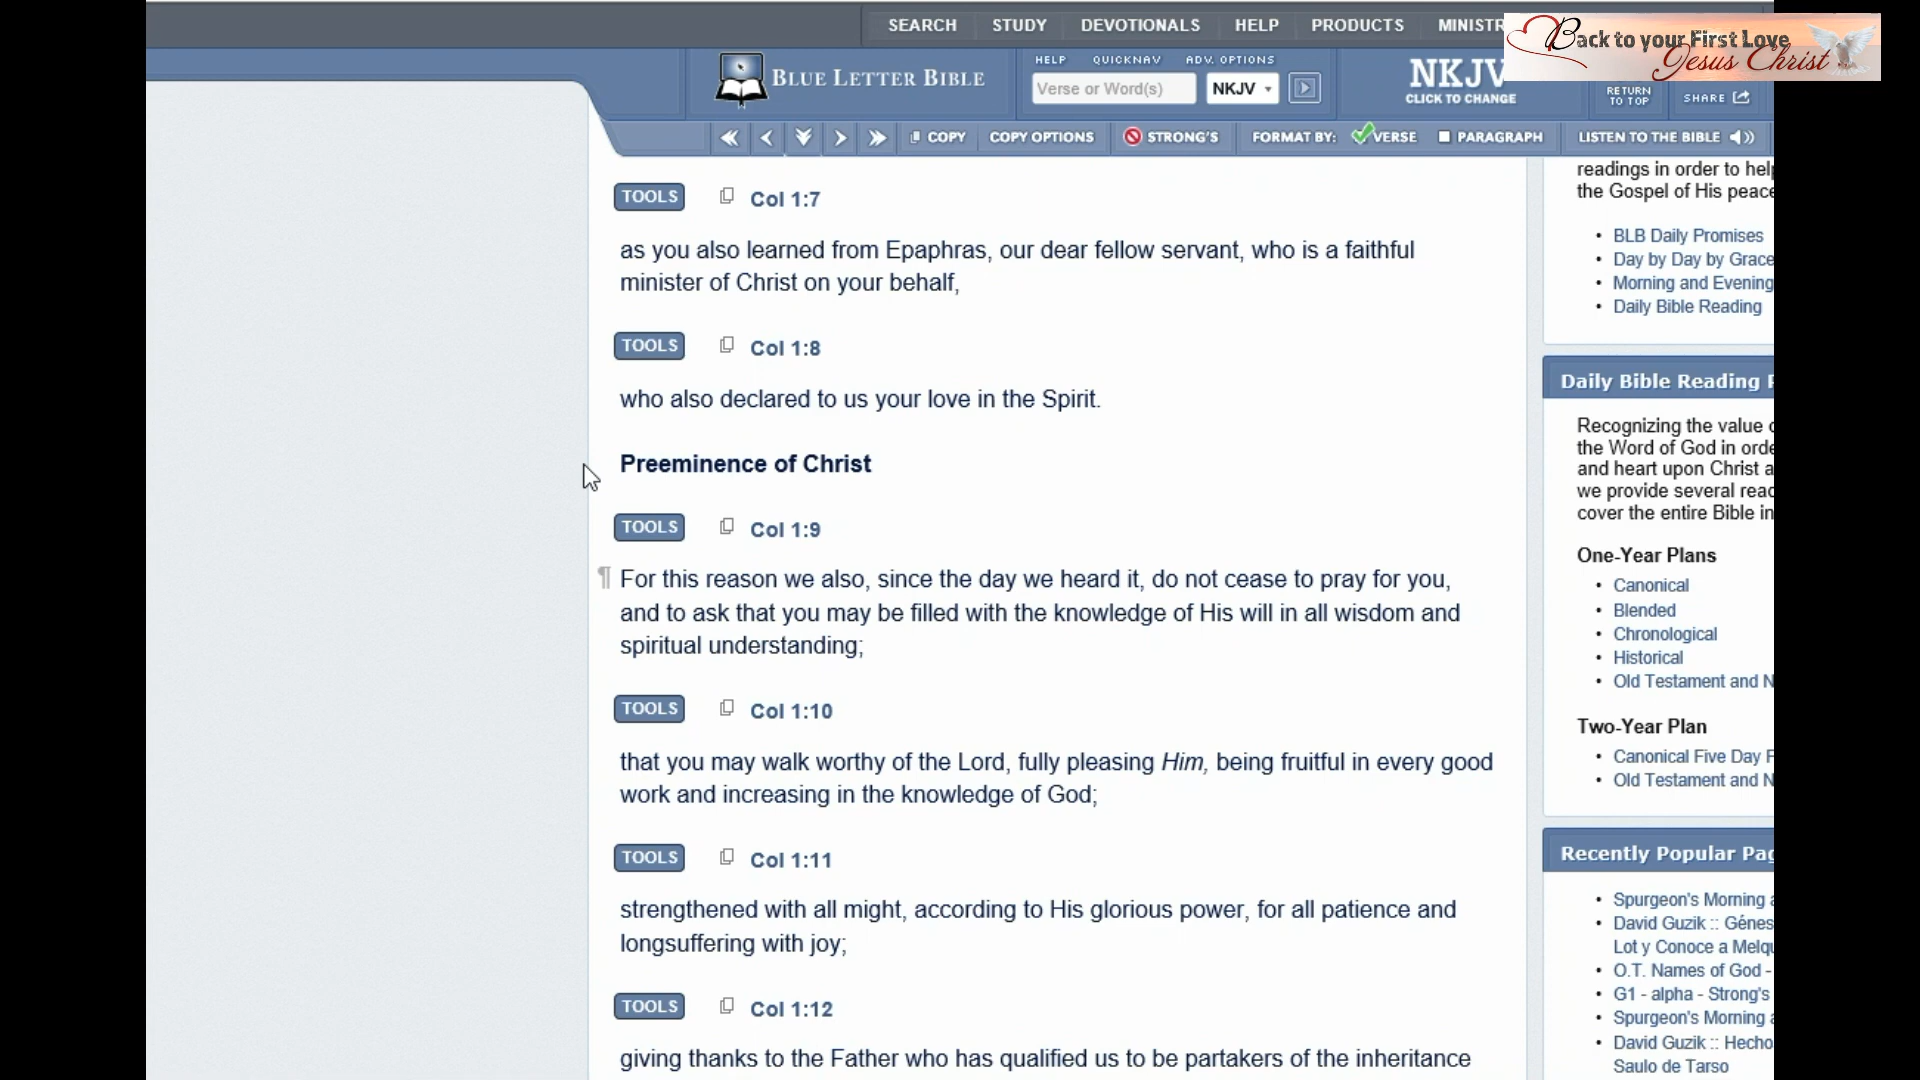 SEARCH STUDY DEVOTIONALS HELP PRODUCTS MINISTR
Back to your First Love
Jesus Christ
BLUE LETTER BIBLE
HELP QUICKNAV ADV. OPTIONS
Verse or Word(s) NKJV
NKJV
CLICK TO CHANGE
RETURN
TO TOP
SHARE
COPY COPY OPTIONS STRONG'S FORMAT BY: VERSE PARAGRAPH LISTEN TO THE BIBLE
TOOLS Col 1:7
as you also learned from Epaphras, our dear fellow servant, who is a faithful
minister of Christ on your behalf,
TOOLS Col 1:8
who also declared to us your love in the Spirit.
Preeminence of Christ
TOOLS Col 1:9
¶ For this reason we also, since the day we heard it, do not cease to pray for you,
and to ask that you may be filled with the knowledge of His will in all wisdom and
spiritual understanding;
TOOLS Col 1:10
that you may walk worthy of the Lord, fully pleasing Him, being fruitful in every good
work and increasing in the knowledge of God;
TOOLS Col 1:11
strengthened with all might, according to His glorious power, for all patience and
longsuffering with joy;
TOOLS Col 1:12
giving thanks to the Father who has qualified us to be partakers of the inheritance
readings in order to help
the Gospel of His peace
• BLB Daily Promises
• Day by Day by Grace
• Morning and Evening
• Daily Bible Reading
Daily Bible Reading
Recognizing the value
the Word of God in orde
and heart upon Christ a
we provide several read
cover the entire Bible in
One-Year Plans
• Canonical
• Blended
• Chronological
• Historical
• Old Testament and N
Two-Year Plan
• Canonical Five Day
• Old Testament and N
Recently Popular Pag
• Spurgeon's Morning a
• David Guzik :: Génes
Lot y Conoce a Melqu
• O.T. Names of God -
• G1 - alpha - Strong's
• Spurgeon's Morning a
• David Guzik :: Hecho
Saulo de Tarso